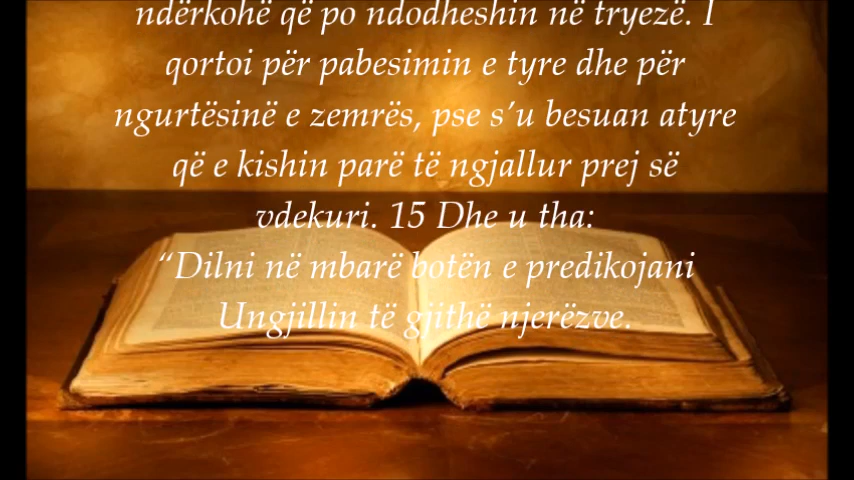 ndërkohë që po ndodheshin në tryezë. I
qortoi për pabesimin e tyre dhe për
ngurtësinë e zemrës, pse s’u besuan atyre
që e kishin parë të ngjallur prej së
vdekuri. 15 Dhe u tha:
“Dilni në mbarë botën e predikojani
Ungjillin të gjithë njerëzve.